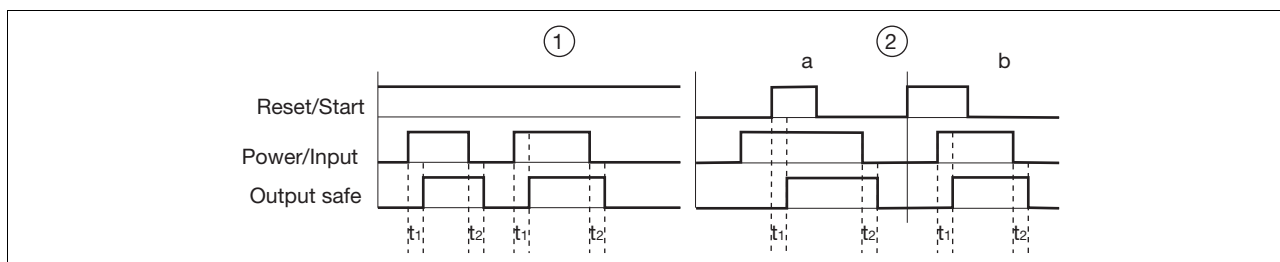 ① ②
a b
Reset/Start
Power/Input
Output safe
t1 t2 t1 t2 t1 t2 t1 t2